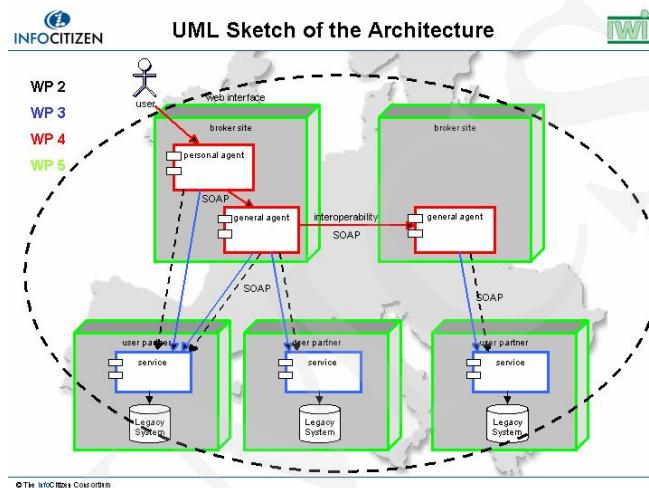 INFOCITIZEN
UML Sketch of the Architecture
IWi
WP 2
WP 3
WP 4
WP 5
user
web interface
broker site
broker site
personal agent
SOAP
general agent
interoperability
SOAP
general agent
SOAP
SOAP
user partner
user partner
user partner
service
service
service
Legacy
System
Legacy
System
Legacy
System
© The InfoCitizen Consortium